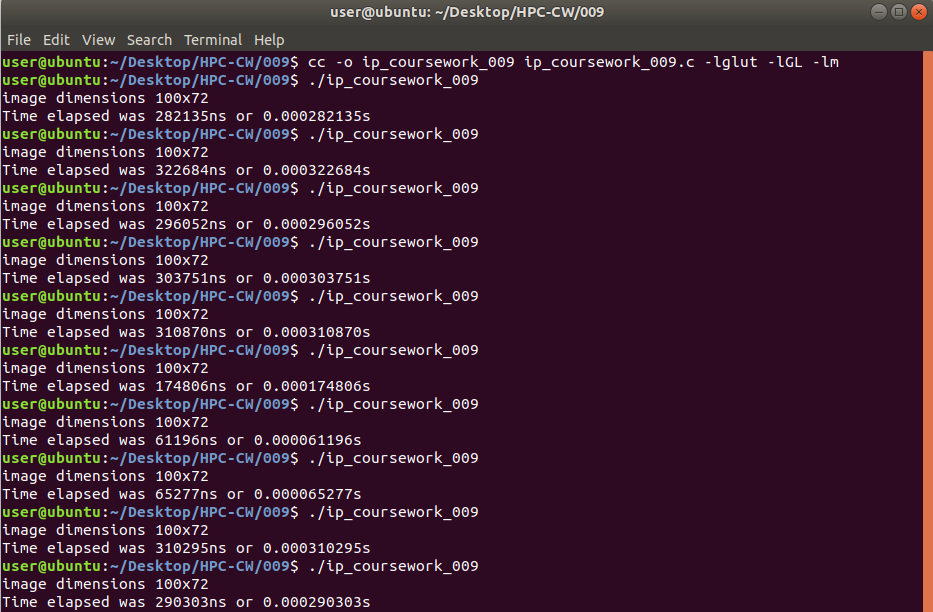 user@ubuntu: ~/Desktop/HPC-CW/009
File Edit View Search Terminal Help
user@ubuntu:~/Desktop/HPC-CW/009$ cc -o ip_coursework_009 ip_coursework_009.c -lglut -lGL -lm
user@ubuntu:~/Desktop/HPC-CW/009$ ./ip_coursework_009
image dimensions 100x72
Time elapsed was 282135ns or 0.000282135s
user@ubuntu:~/Desktop/HPC-CW/009$ ./ip_coursework_009
image dimensions 100x72
Time elapsed was 322684ns or 0.000322684s
user@ubuntu:~/Desktop/HPC-CW/009$ ./ip_coursework_009
image dimensions 100x72
Time elapsed was 296052ns or 0.000296052s
user@ubuntu:~/Desktop/HPC-CW/009$ ./ip_coursework_009
image dimensions 100x72
Time elapsed was 303751ns or 0.000303751s
user@ubuntu:~/Desktop/HPC-CW/009$ ./ip_coursework_009
image dimensions 100x72
Time elapsed was 310870ns or 0.000310870s
user@ubuntu:~/Desktop/HPC-CW/009$ ./ip_coursework_009
image dimensions 100x72
Time elapsed was 174806ns or 0.000174806s
user@ubuntu:~/Desktop/HPC-CW/009$ ./ip_coursework_009
image dimensions 100x72
Time elapsed was 61196ns or 0.000061196s
user@ubuntu:~/Desktop/HPC-CW/009$ ./ip_coursework_009
image dimensions 100x72
Time elapsed was 65277ns or 0.000065277s
user@ubuntu:~/Desktop/HPC-CW/009$ ./ip_coursework_009
image dimensions 100x72
Time elapsed was 310295ns or 0.000310295s
user@ubuntu:~/Desktop/HPC-CW/009$ ./ip_coursework_009
image dimensions 100x72
Time elapsed was 290303ns or 0.000290303s